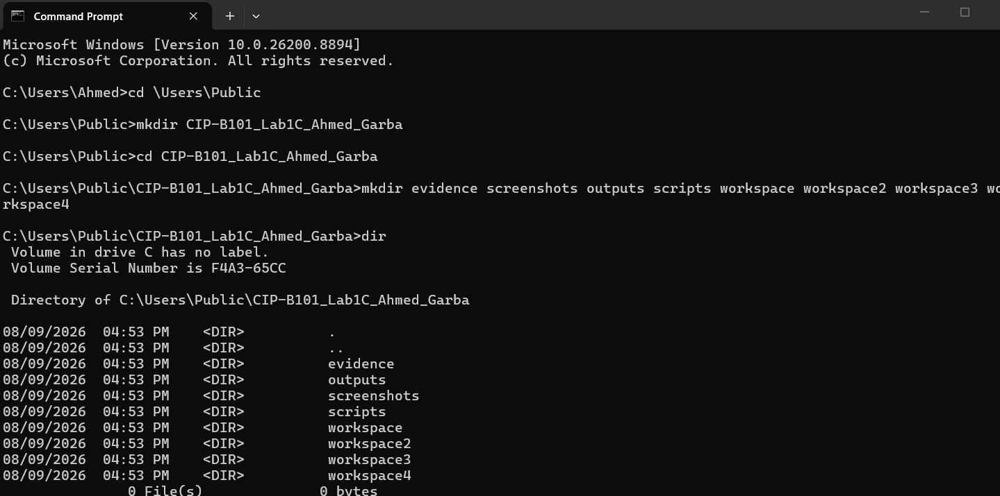 Command Prompt
Microsoft Windows [Version 10.0.26200.8894]
(c) Microsoft Corporation. All rights reserved.
C:\Users\Ahmed>cd \Users\Public
C:\Users\Public>mkdir CIP-B101_Lab1C_Ahmed_Garba
C:\Users\Public>cd CIP-B101_Lab1C_Ahmed_Garba
C:\Users\Public\CIP-B101_Lab1C_Ahmed_Garba>mkdir evidence screenshots outputs scripts workspace workspace2 workspace3 wo
rkspace4
C:\Users\Public\CIP-B101_Lab1C_Ahmed_Garba>dir
 Volume in drive C has no label.
 Volume Serial Number is F4A3-65CC
 Directory of C:\Users\Public\CIP-B101_Lab1C_Ahmed_Garba
08/09/2026  04:53 PM    <DIR>          .
08/09/2026  04:53 PM    <DIR>          ..
08/09/2026  04:53 PM    <DIR>          evidence
08/09/2026  04:53 PM    <DIR>          outputs
08/09/2026  04:53 PM    <DIR>          screenshots
08/09/2026  04:53 PM    <DIR>          scripts
08/09/2026  04:53 PM    <DIR>          workspace
08/09/2026  04:53 PM    <DIR>          workspace2
08/09/2026  04:53 PM    <DIR>          workspace3
08/09/2026  04:53 PM    <DIR>          workspace4
               0 File(s)              0 bytes